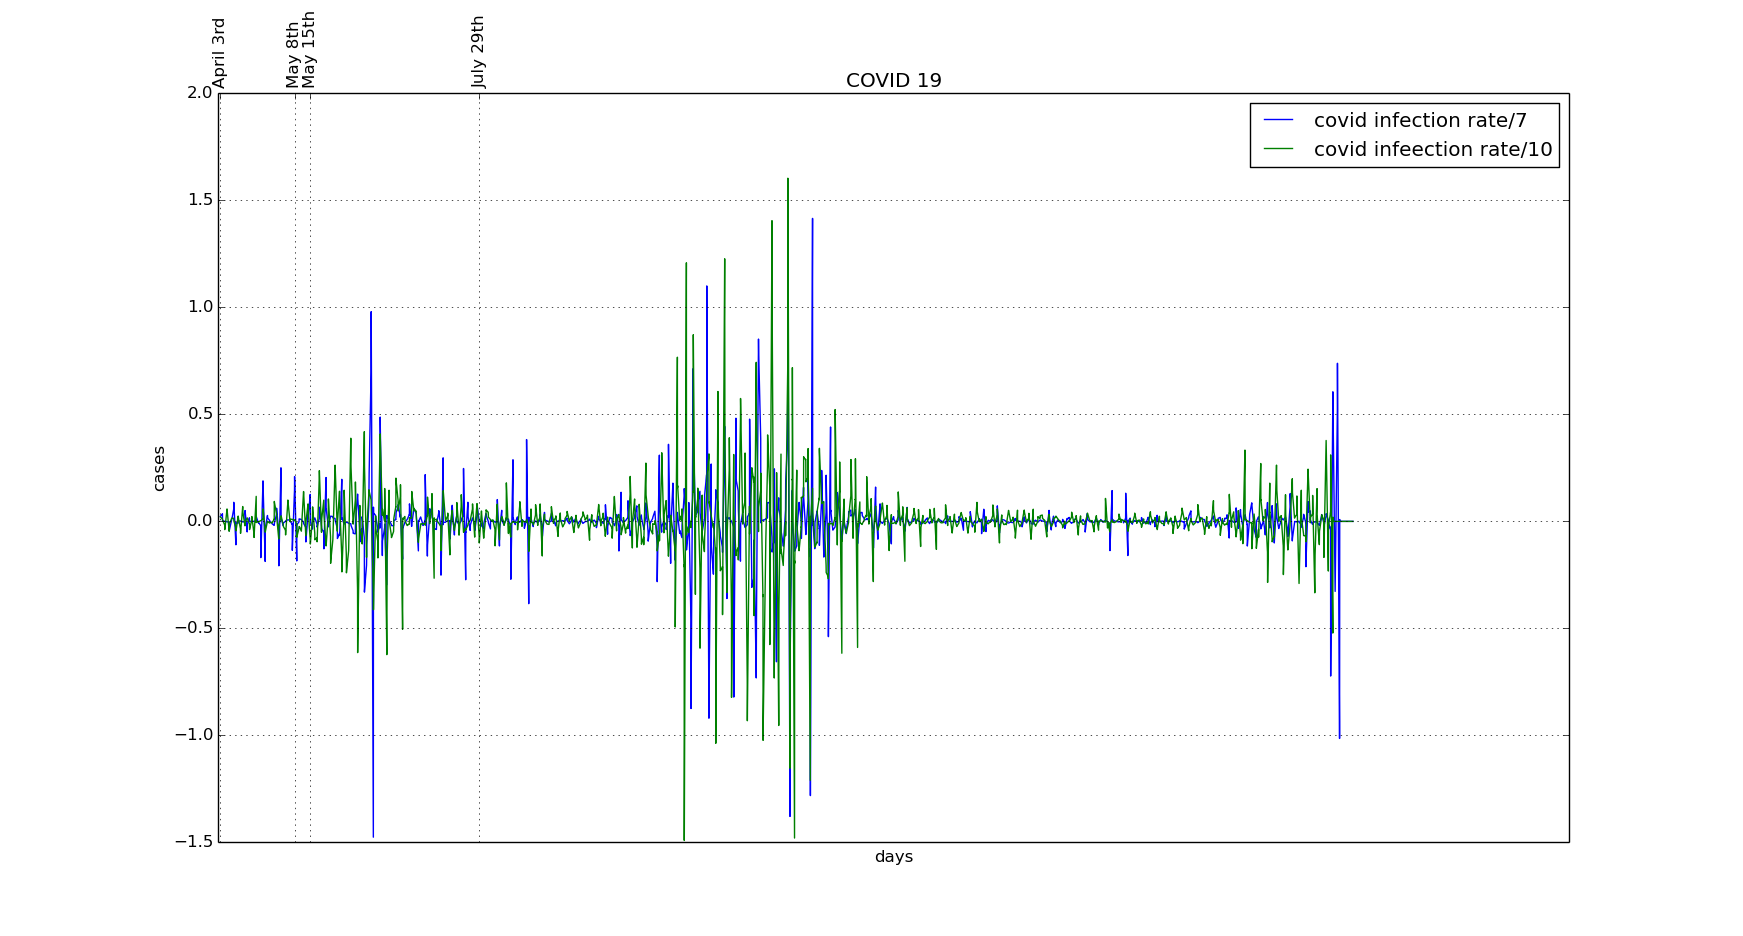 April 3rd
May 8th
May 15th
July 29th
COVID 19
covid infection rate/7
covid infeection rate/10
2.0
1.5
1.0
0.5
0.0
−0.5
−1.0
−1.5
cases
days